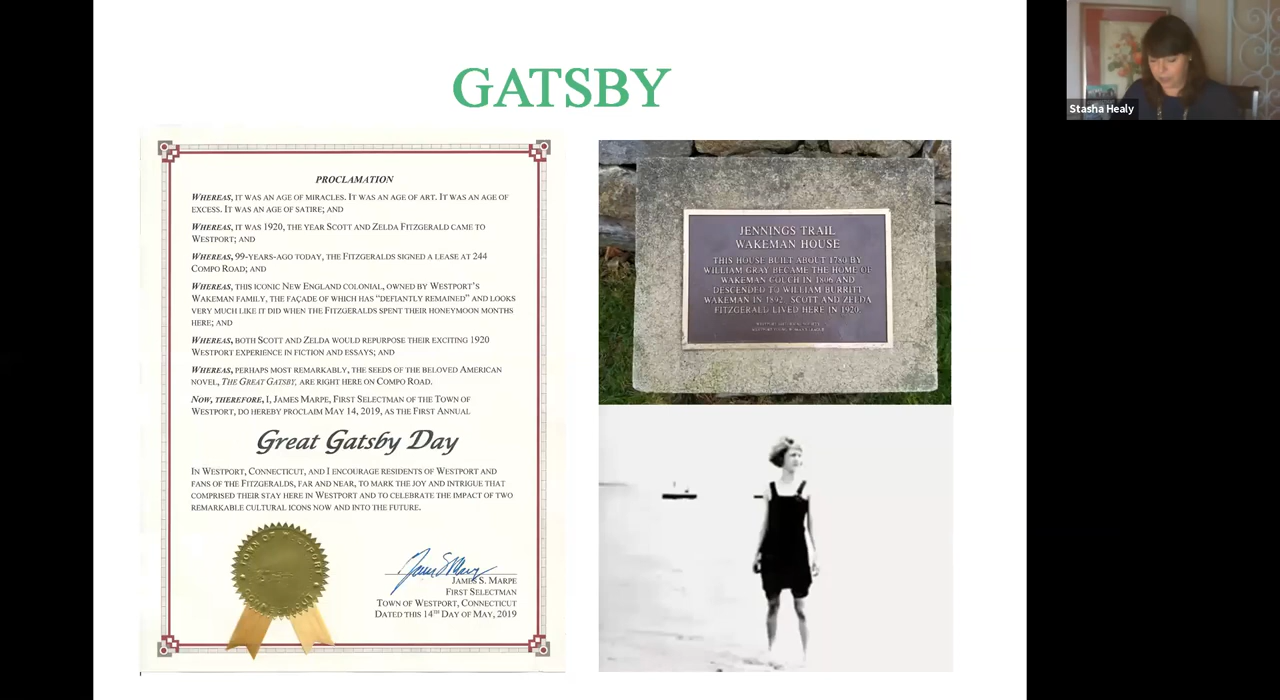 GATSBY
Stasha Healy
PROCLAMATION
WHEREAS, IT WAS AN AGE OF MIRACLES. IT WAS AN AGE OF ART. IT WAS AN AGE OF
EXCESS. IT WAS AN AGE OF SATIRE; AND
WHEREAS, IT WAS 1920, THE YEAR SCOTT AND ZELDA FITZGERALD CAME TO
WESTPORT; AND
WHEREAS, 99-YEARS-AGO TODAY, THE FITZGERALDS SIGNED A LEASE AT 244
COMPO ROAD; AND
WHEREAS, THIS ICONIC NEW ENGLAND COLONIAL, OWNED BY WESTPORT'S
WAKEMAN FAMILY, THE FAÇADE OF WHICH HAS "DEFIANTLY REMAINED" AND LOOKS
VERY MUCH LIKE IT DID WHEN THE FITZGERALDS SPENT THEIR HONEYMOON MONTHS
HERE; AND
WHEREAS, BOTH SCOTT AND ZELDA WOULD REPURPOSE THEIR EXCITING 1920
WESTPORT EXPERIENCE IN FICTION AND ESSAYS; AND
WHEREAS, PERHAPS MOST REMARKABLY, THE SEEDS OF THE BELOVED AMERICAN
NOVEL, THE GREAT GATSBY, ARE RIGHT HERE ON COMPO ROAD.
NOW, THEREFORE, I, JAMES MARPE, FIRST SELECTMAN OF THE TOWN OF
WESTPORT, DO HEREBY PROCLAIM MAY 14, 2019, AS THE FIRST ANNUAL
Great Gatsby Day
IN WESTPORT, CONNECTICUT, AND I ENCOURAGE RESIDENTS OF WESTPORT AND
FANS OF THE FITZGERALDS, FAR AND NEAR, TO MARK THE JOY AND INTRIGUE THAT
COMPRISED THEIR STAY HERE IN WESTPORT AND TO CELEBRATE THE IMPACT OF TWO
REMARKABLE CULTURAL ICONS NOW AND INTO THE FUTURE.
TOWN OF WESTPORT
JAMES S. MARPE
FIRST SELECTMAN
TOWN OF WESTPORT, CONNECTICUT
DATED THIS 14TH DAY OF MAY, 2019
JENNINGS TRAIL
WAKEMAN HOUSE
THIS HOUSE BUILT ABOUT 1780 BY
WILLIAM GRAY BECAME THE HOME OF
WAKEMAN COUCH IN 1806 AND
DESCENDED TO WILLIAM BURRITT
WAKEMAN IN 1892. SCOTT AND ZELDA
FITZGERALD LIVED HERE IN 1920